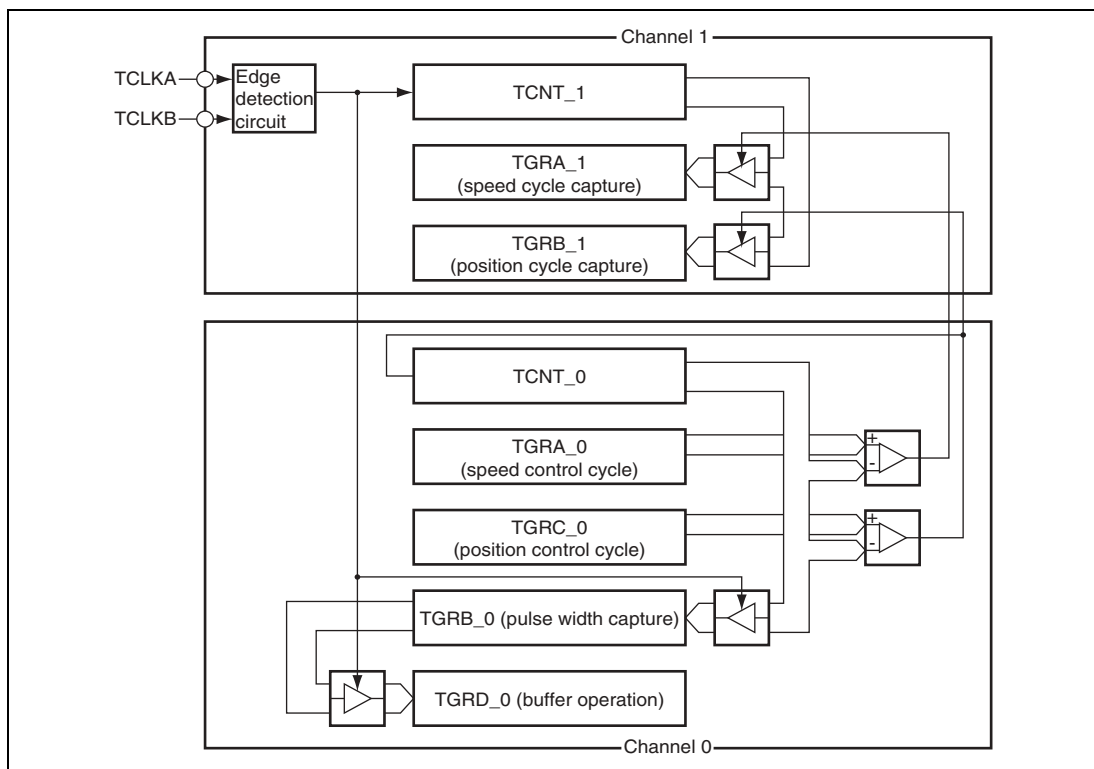 Channel 1
TCLKA
TCLKB
Edge
detection
circuit
TCNT_1
TGRA_1
(speed cycle capture)
TGRB_1
(position cycle capture)
TCNT_0
TGRA_0
(speed control cycle)
+
-
TGRC_0
(position control cycle)
+
-
TGRB_0 (pulse width capture)
TGRD_0 (buffer operation)
Channel 0